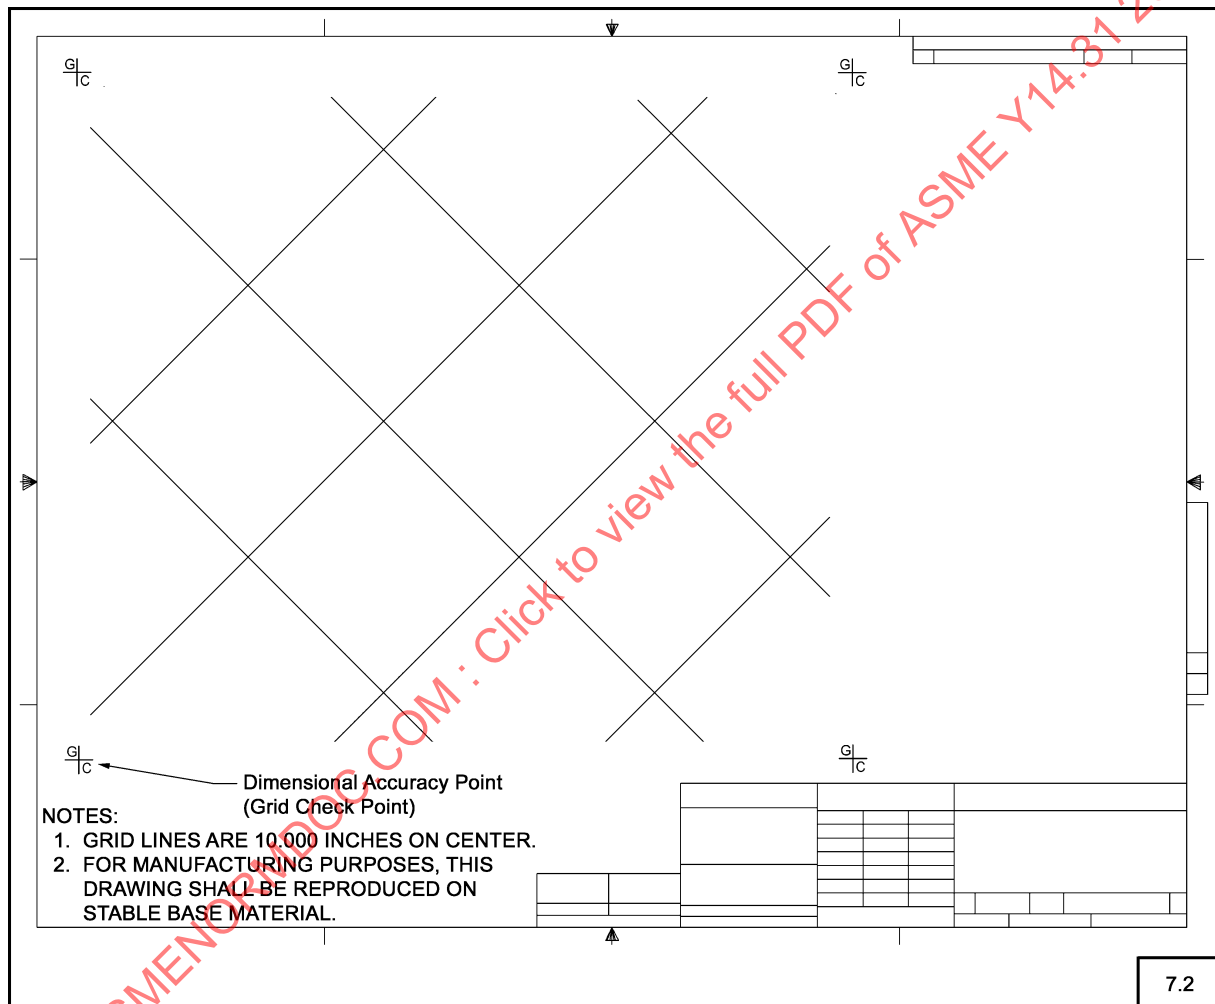 G C
G C
G C
G C
Dimensional Accuracy Point
(Grid Check Point)
NOTES:
1. GRID LINES ARE 10.000 INCHES ON CENTER.
2. FOR MANUFACTURING PURPOSES, THIS
DRAWING SHALL BE REPRODUCED ON
STABLE BASE MATERIAL.
7.2
SMENORMDOC.COM : Click to view the full PDF of ASME Y14.31 2